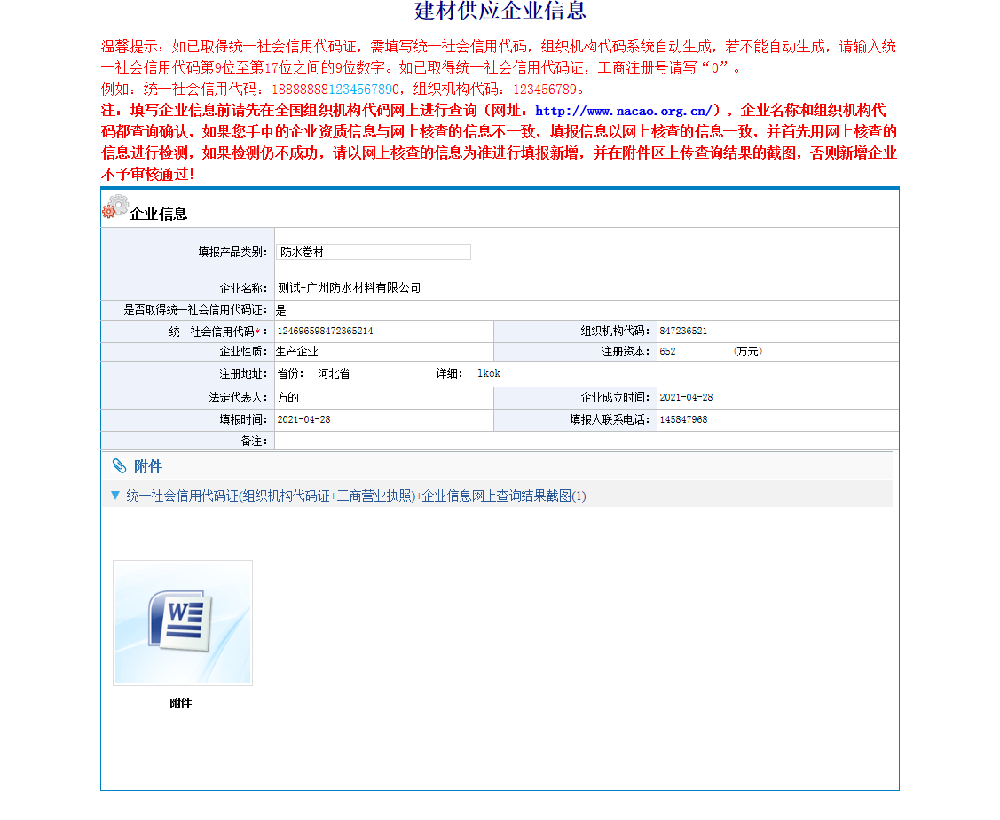 建材供应企业信息
温馨提示：如已取得统一社会信用代码证，需填写统一社会信用代码，组织机构代码系统自动生成，若不能自动生成，请输入统
一社会信用代码第9位至第17位之间的9位数字。如已取得统一社会信用代码证，工商注册号请写“0”。
例如：统一社会信用代码：188888881234567890，组织机构代码：123456789。
注：填写企业信息前请先在全国组织机构代码网上进行查询（网址：http://www.nacao.org.cn/），企业名称和组织机构代
码都查询确认，如果您手中的企业资质信息与网上核查的信息不一致，填报信息以网上核查的信息一致，并首先用网上核查的
信息进行检测，如果检测仍不成功，请以网上核查的信息为准进行填报新增，并在附件区上传查询结果的截图，否则新增企业
不予审核通过！
企业信息
填报产品类别： 防水卷材
企业名称： 测试-广州防水材料有限公司
是否取得统一社会信用代码证： 是
统一社会信用代码*： 124696598472365214 组织机构代码： 847236521
企业性质： 生产企业 注册资本： 652 (万元)
注册地址： 省份： 河北省 详细： lkok
法定代表人： 方的 企业成立时间： 2021-04-28
填报时间： 2021-04-28 填报人联系电话： 145847968
备注：
附件
统一社会信用代码证(组织机构代码证+工商营业执照)+企业信息网上查询结果截图(1)
W
附件